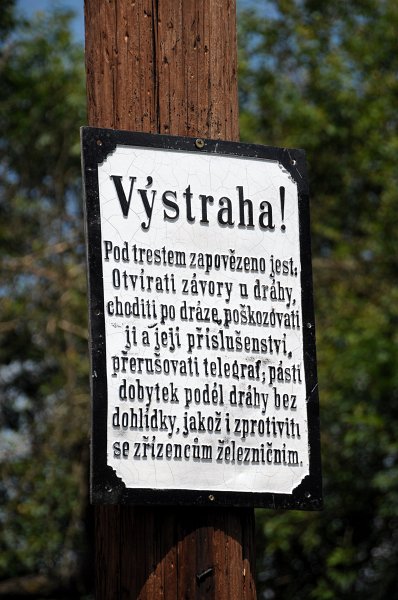 Výstraha!
Pod trestem zapovězeno jest,
Otvírati závory u dráhy,
choditi po dráze, poškozovati
ji a její příslušenství,
přerušovati telegraf, pásti
dobytek podél dráhy bez
dohlídky, jakož i zprotiviti
se zřízencům železničním.